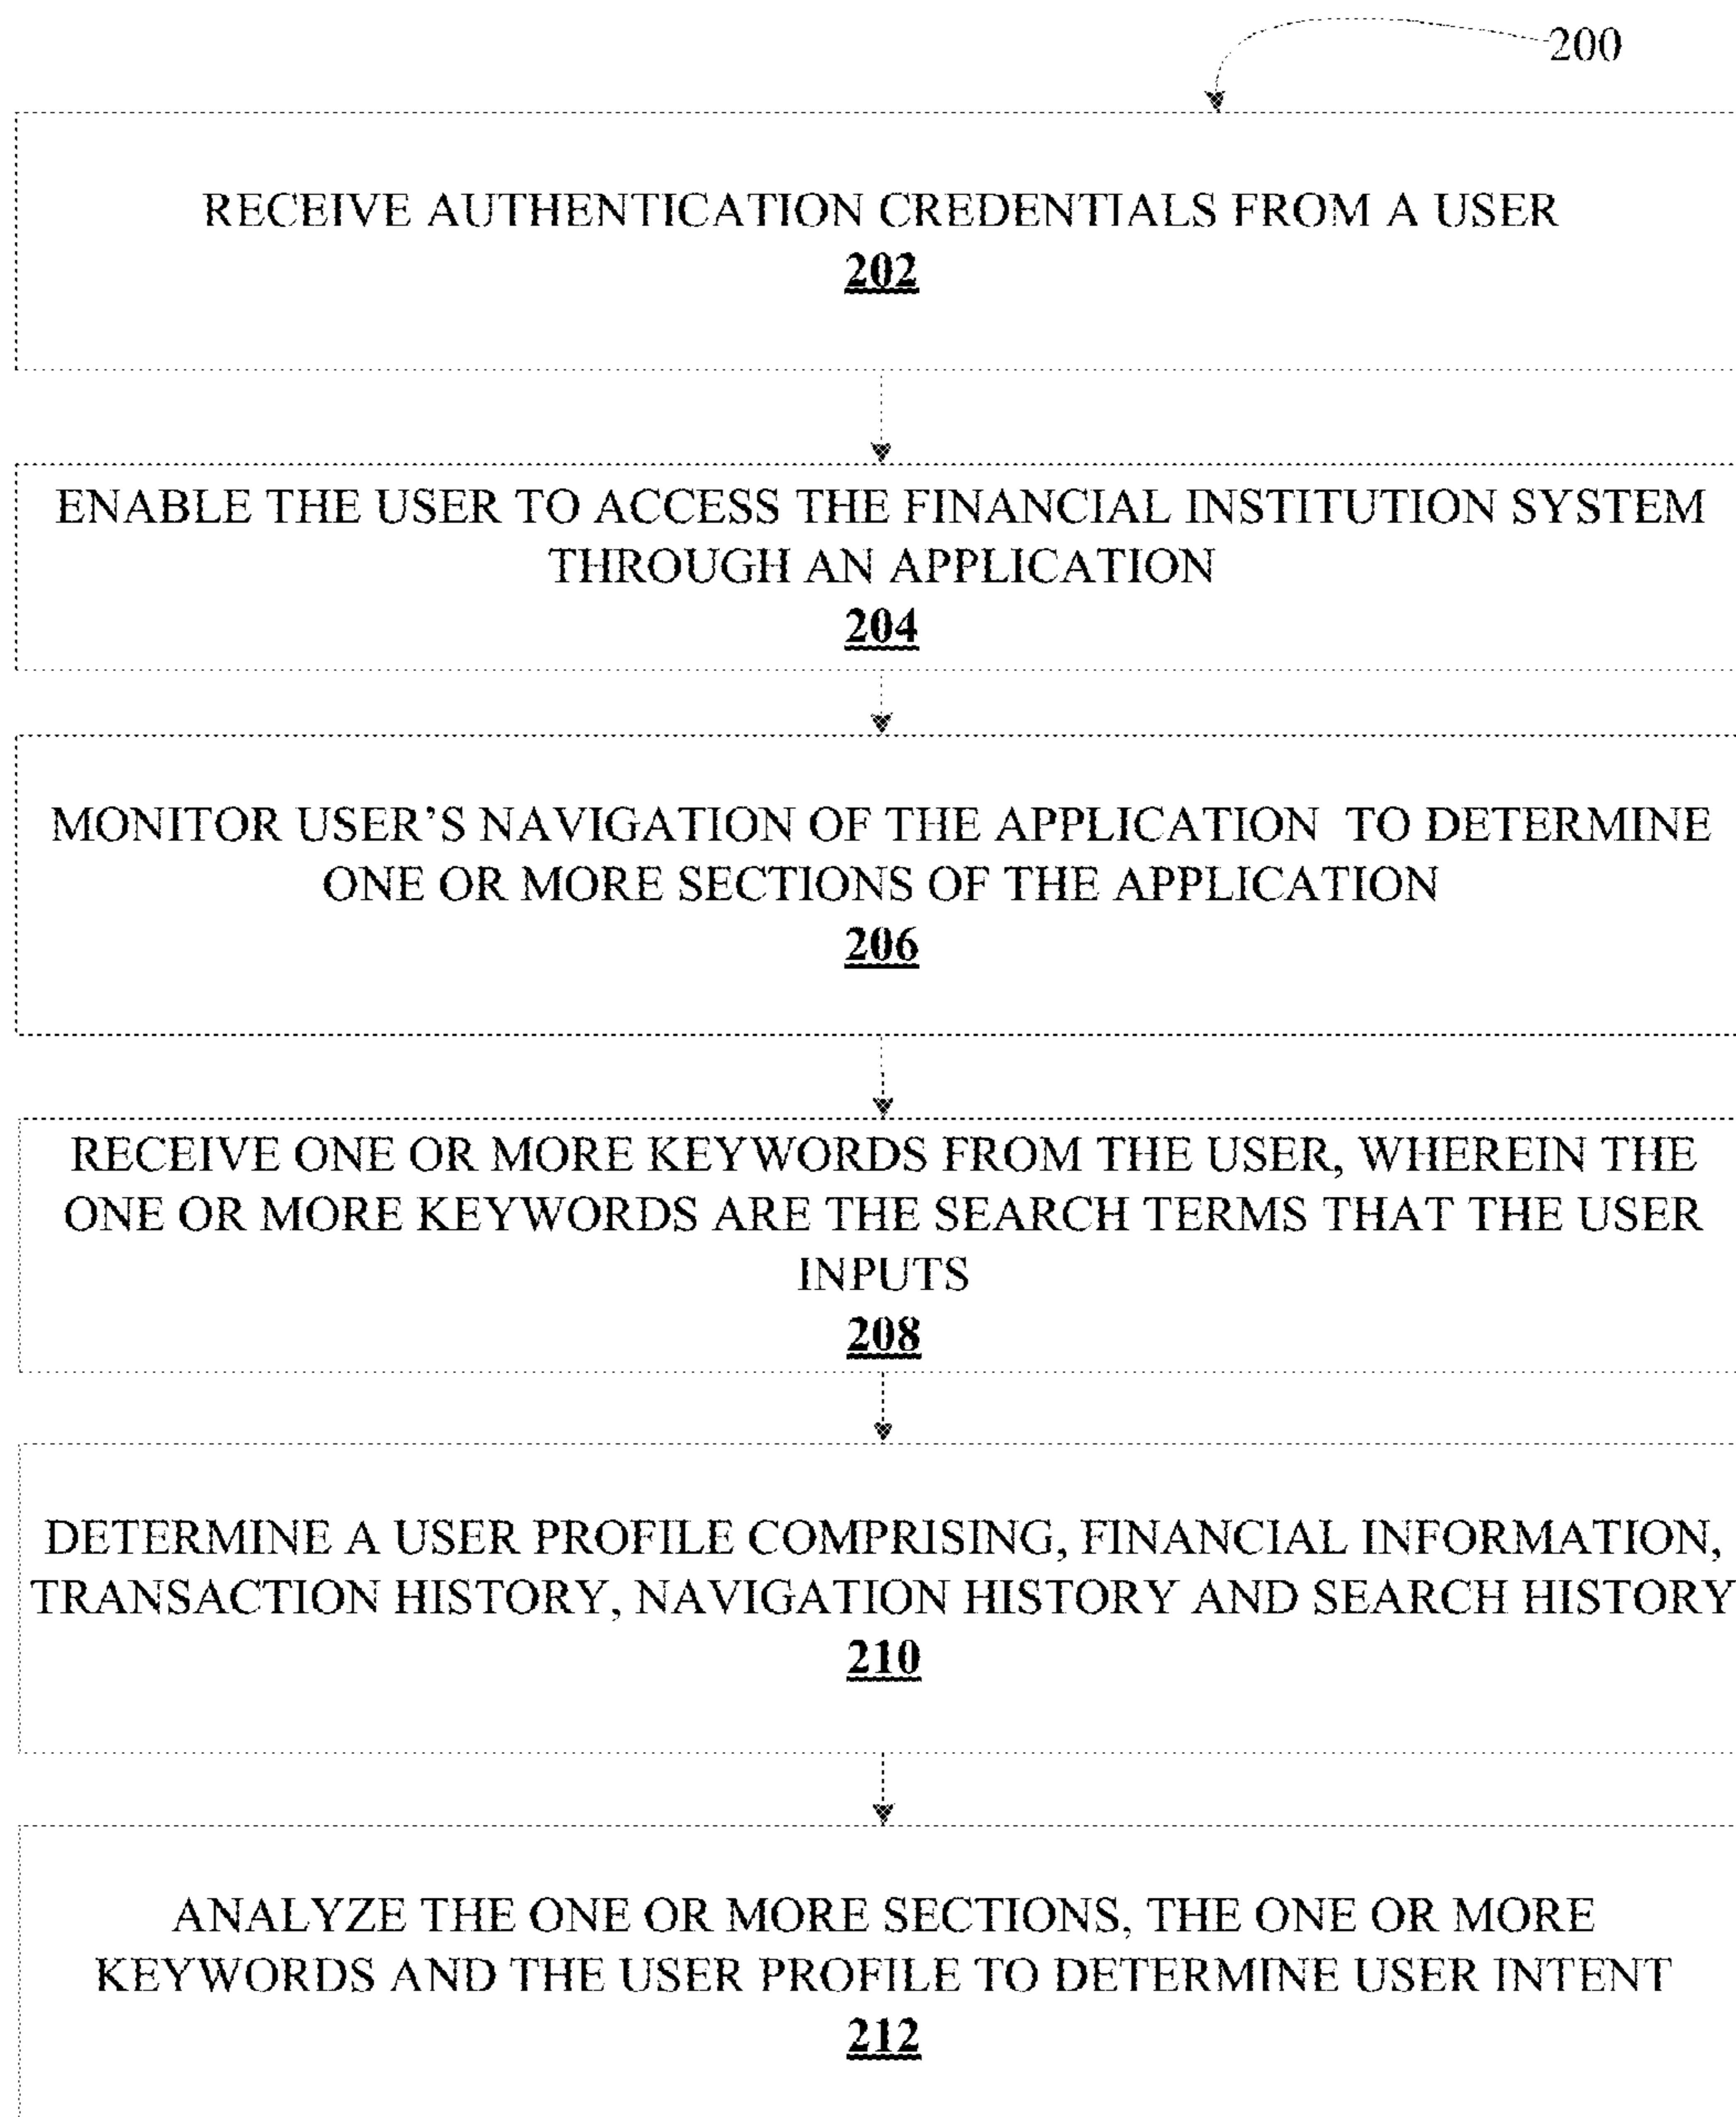 200
RECEIVE AUTHENTICATION CREDENTIALS FROM A USER
202
ENABLE THE USER TO ACCESS THE FINANCIAL INSTITUTION SYSTEM
THROUGH AN APPLICATION
204
MONITOR USER’S NAVIGATION OF THE APPLICATION TO DETERMINE
ONE OR MORE SECTIONS OF THE APPLICATION
206
RECEIVE ONE OR MORE KEYWORDS FROM THE USER, WHEREIN THE
ONE OR MORE KEYWORDS ARE THE SEARCH TERMS THAT THE USER
INPUTS
208
DETERMINE A USER PROFILE COMPRISING, FINANCIAL INFORMATION,
TRANSACTION HISTORY, NAVIGATION HISTORY AND SEARCH HISTORY
210
ANALYZE THE ONE OR MORE SECTIONS, THE ONE OR MORE
KEYWORDS AND THE USER PROFILE TO DETERMINE USER INTENT
212